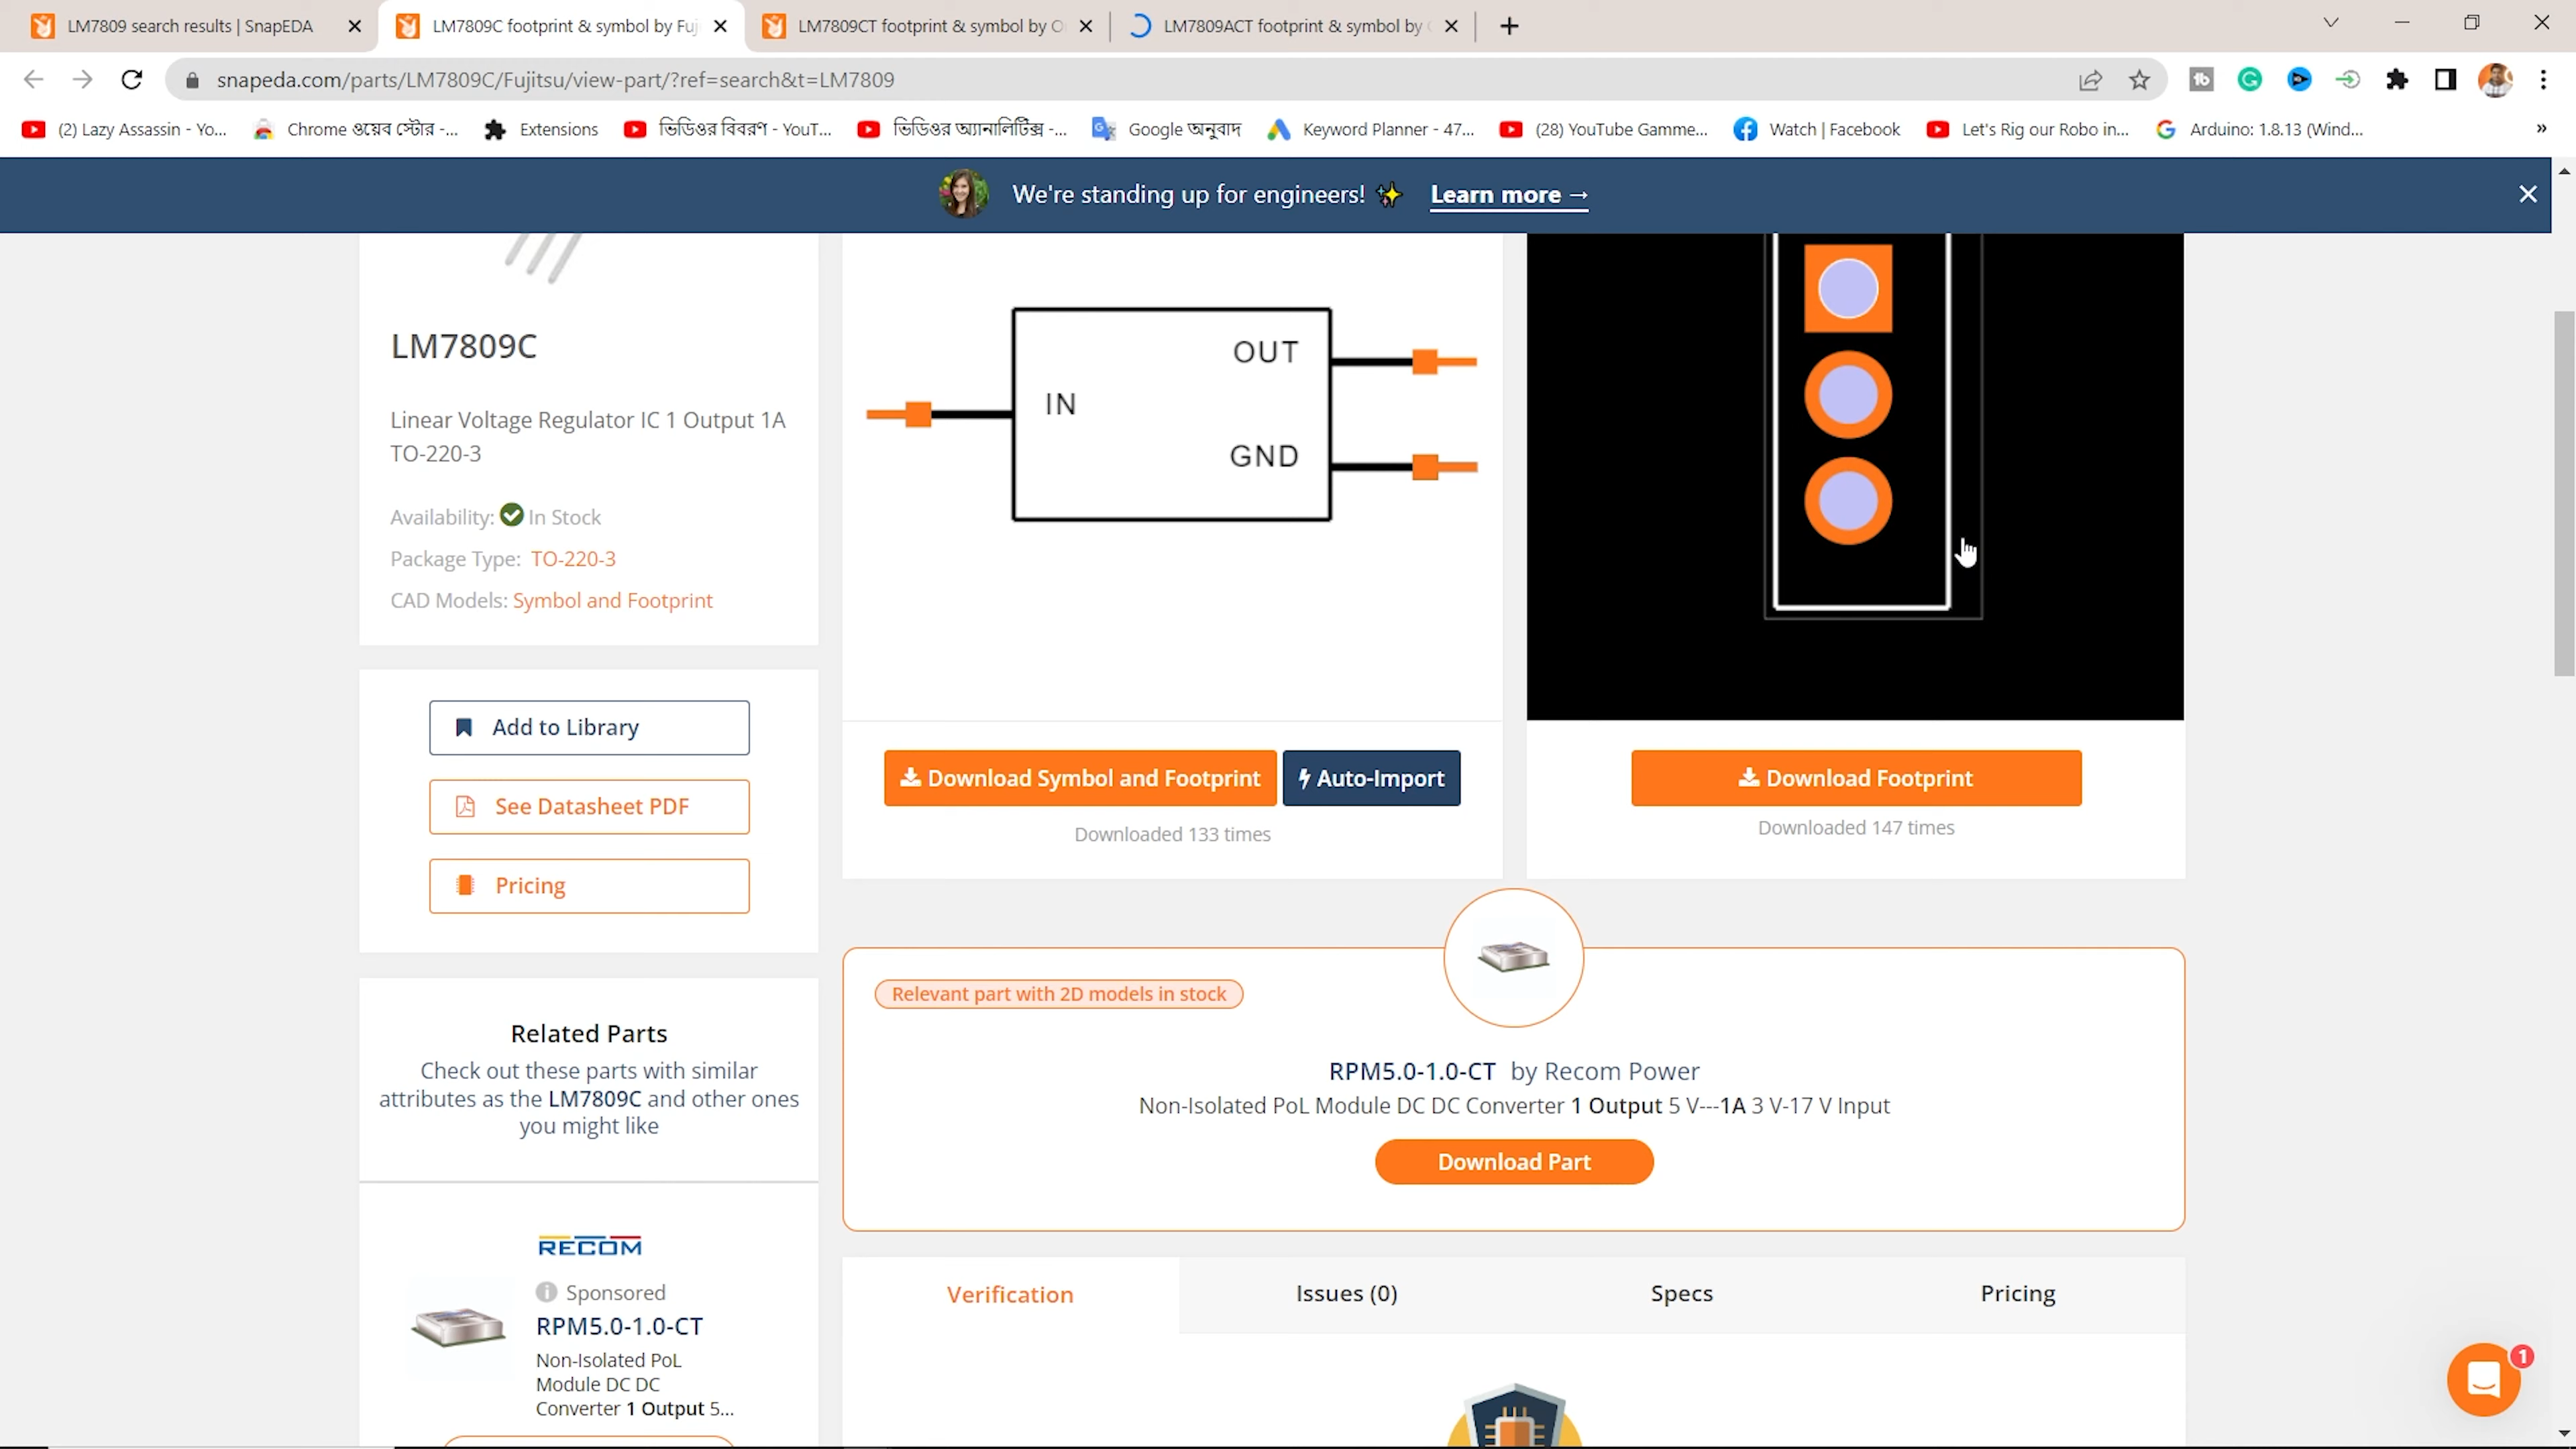 LM7809 search results | SnapEDA
LM7809C footprint & symbol by Fuj
LM7809CT footprint & symbol by O
LM7809ACT footprint & symbol by
snapeda.com/parts/LM7809C/Fujitsu/view-part/?ref=search&t=LM7809
(2) Lazy Assassin - Yo...
Chrome ওয়েব স্টোর -...
Extensions
ভিডিওর বিবরণ - YouT...
ভিডিওর অ্যানালিটিক্স -...
Google অনুবাদ
Keyword Planner - 47...
(28) YouTube Gamme...
Watch | Facebook
Let's Rig our Robo in...
Arduino: 1.8.13 (Wind...
»
We're standing up for engineers! ✨ Learn more →
LM7809C
Linear Voltage Regulator IC 1 Output 1A
TO-220-3
Availability: In Stock
Package Type: TO-220-3
CAD Models: Symbol and Footprint
Add to Library
See Datasheet PDF
Pricing
OUT
IN
GND
Download Symbol and Footprint
Auto-Import
Downloaded 133 times
Download Footprint
Downloaded 147 times
Relevant part with 2D models in stock
RPM5.0-1.0-CT by Recom Power
Non-Isolated PoL Module DC DC Converter 1 Output 5 V---1A 3 V-17 V Input
Download Part
Related Parts
Check out these parts with similar
attributes as the LM7809C and other ones
you might like
RECOM
Sponsored
RPM5.0-1.0-CT
Non-Isolated PoL
Module DC DC
Converter 1 Output 5...
Verification
Issues (0)
Specs
Pricing
1